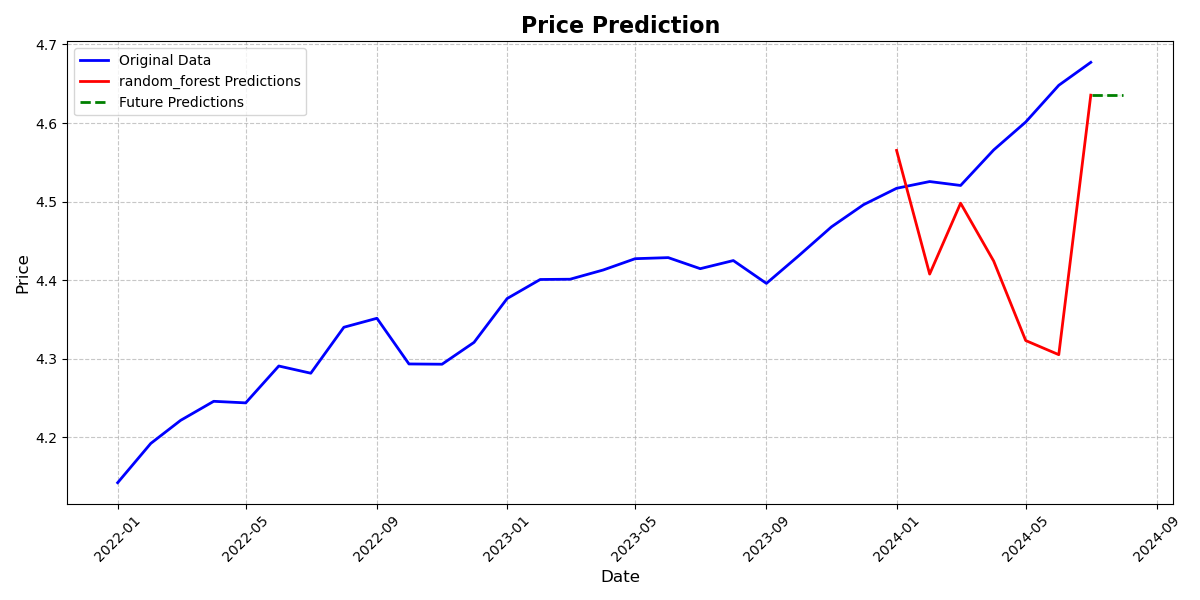 Price Prediction
Original Data
random_forest Predictions
Future Predictions
Price
4.7
4.6
4.5
4.4
4.3
4.2
2022-01
2022-05
2022-09
2023-01
2023-05
2023-09
2024-01
2024-05
2024-09
Date